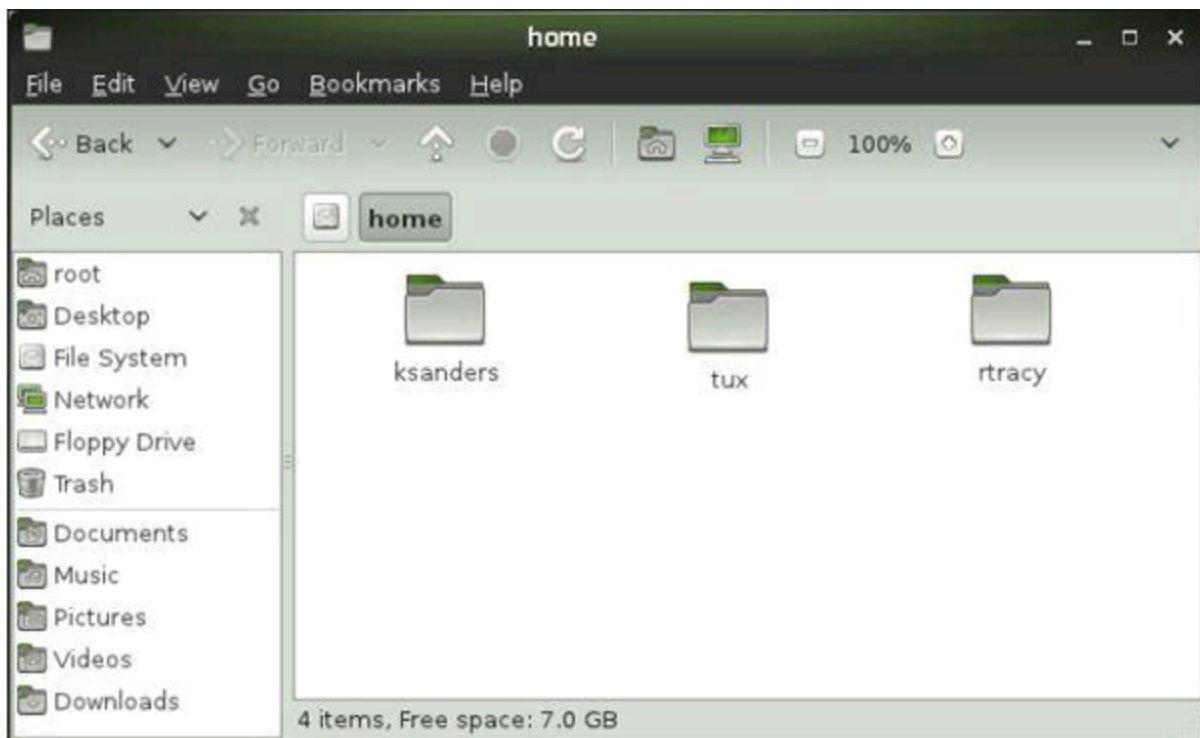 home
File Edit View Go Bookmarks Help
Back Forward 100%
Places home
root
Desktop
File System
Network
Floppy Drive
Trash
Documents
Music
Pictures
Videos
Downloads
ksanders tux rtracy
4 items, Free space: 7.0 GB